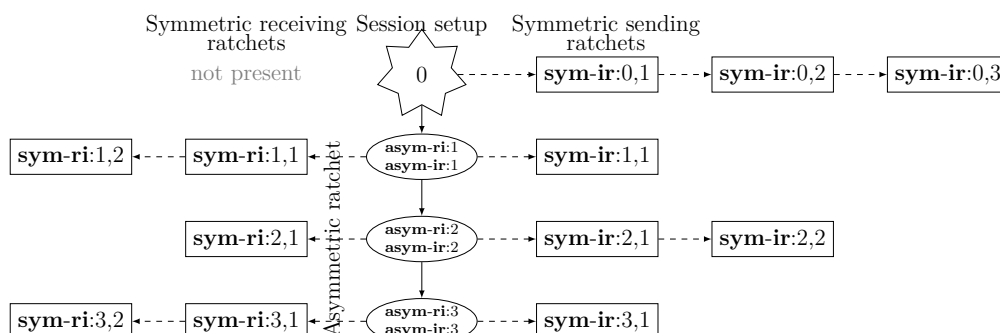 Symmetric receiving
ratchets
Session setup
Symmetric sending
ratchets
not present
0
sym-ir:0,1
sym-ir:0,2
sym-ir:0,3
Asymmetric ratchet
sym-ri:1,2
sym-ri:1,1
asym-ri:1
asym-ir:1
sym-ir:1,1
sym-ri:2,1
asym-ri:2
asym-ir:2
sym-ir:2,1
sym-ir:2,2
sym-ri:3,2
sym-ri:3,1
asym-ri:3
asym-ir:3
sym-ir:3,1